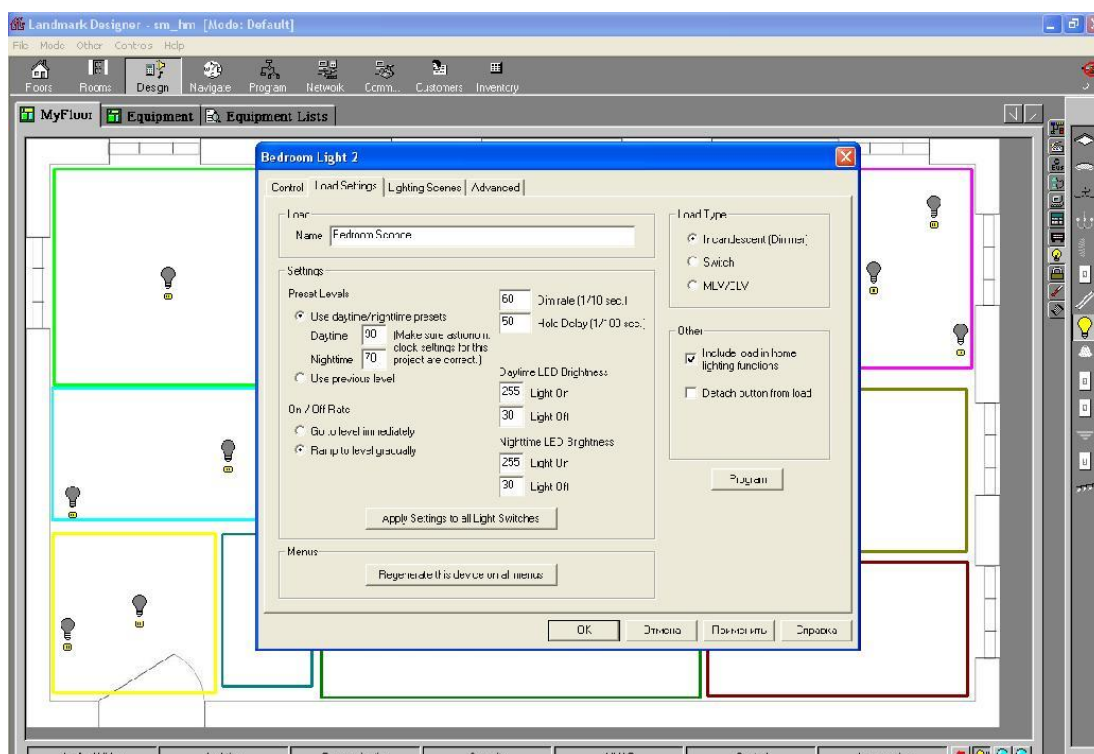 Landmark Designer - sm_hm [Mode: Default]
File Mode Other Controls Help
Floors Rooms Design Navigate Program Network Comm... Customers Inventory
MyFloor Equipment Equipment Lists
Bedroom Light 2
Control Load Settings Lighting Scenes Advanced
Load
Name Bedroom Sconce
Settings
Preset Levels
Use daytime/nighttime presets
Daytime 90 (Make sure astronom. clock settings for this project are correct.)
Nighttime 70
Use previous level
On / Off Rate
Go to level immediately
Ramp to level gradually
60 Dim rate (1/10 sec.)
50 Hold Delay (1/100 sec.)
Daytime LED Brightness
255 Light On
30 Light Off
Nighttime LED Brightness
255 Light On
30 Light Off
Apply Settings to all Light Switches
Menus
Regenerate this device on all menus
Load Type
Incandescent (Dimmer)
Switch
MLV/ELV
Other
Include load in home lighting functions
Detach button from load
Program
OK Отмена Применить Справка